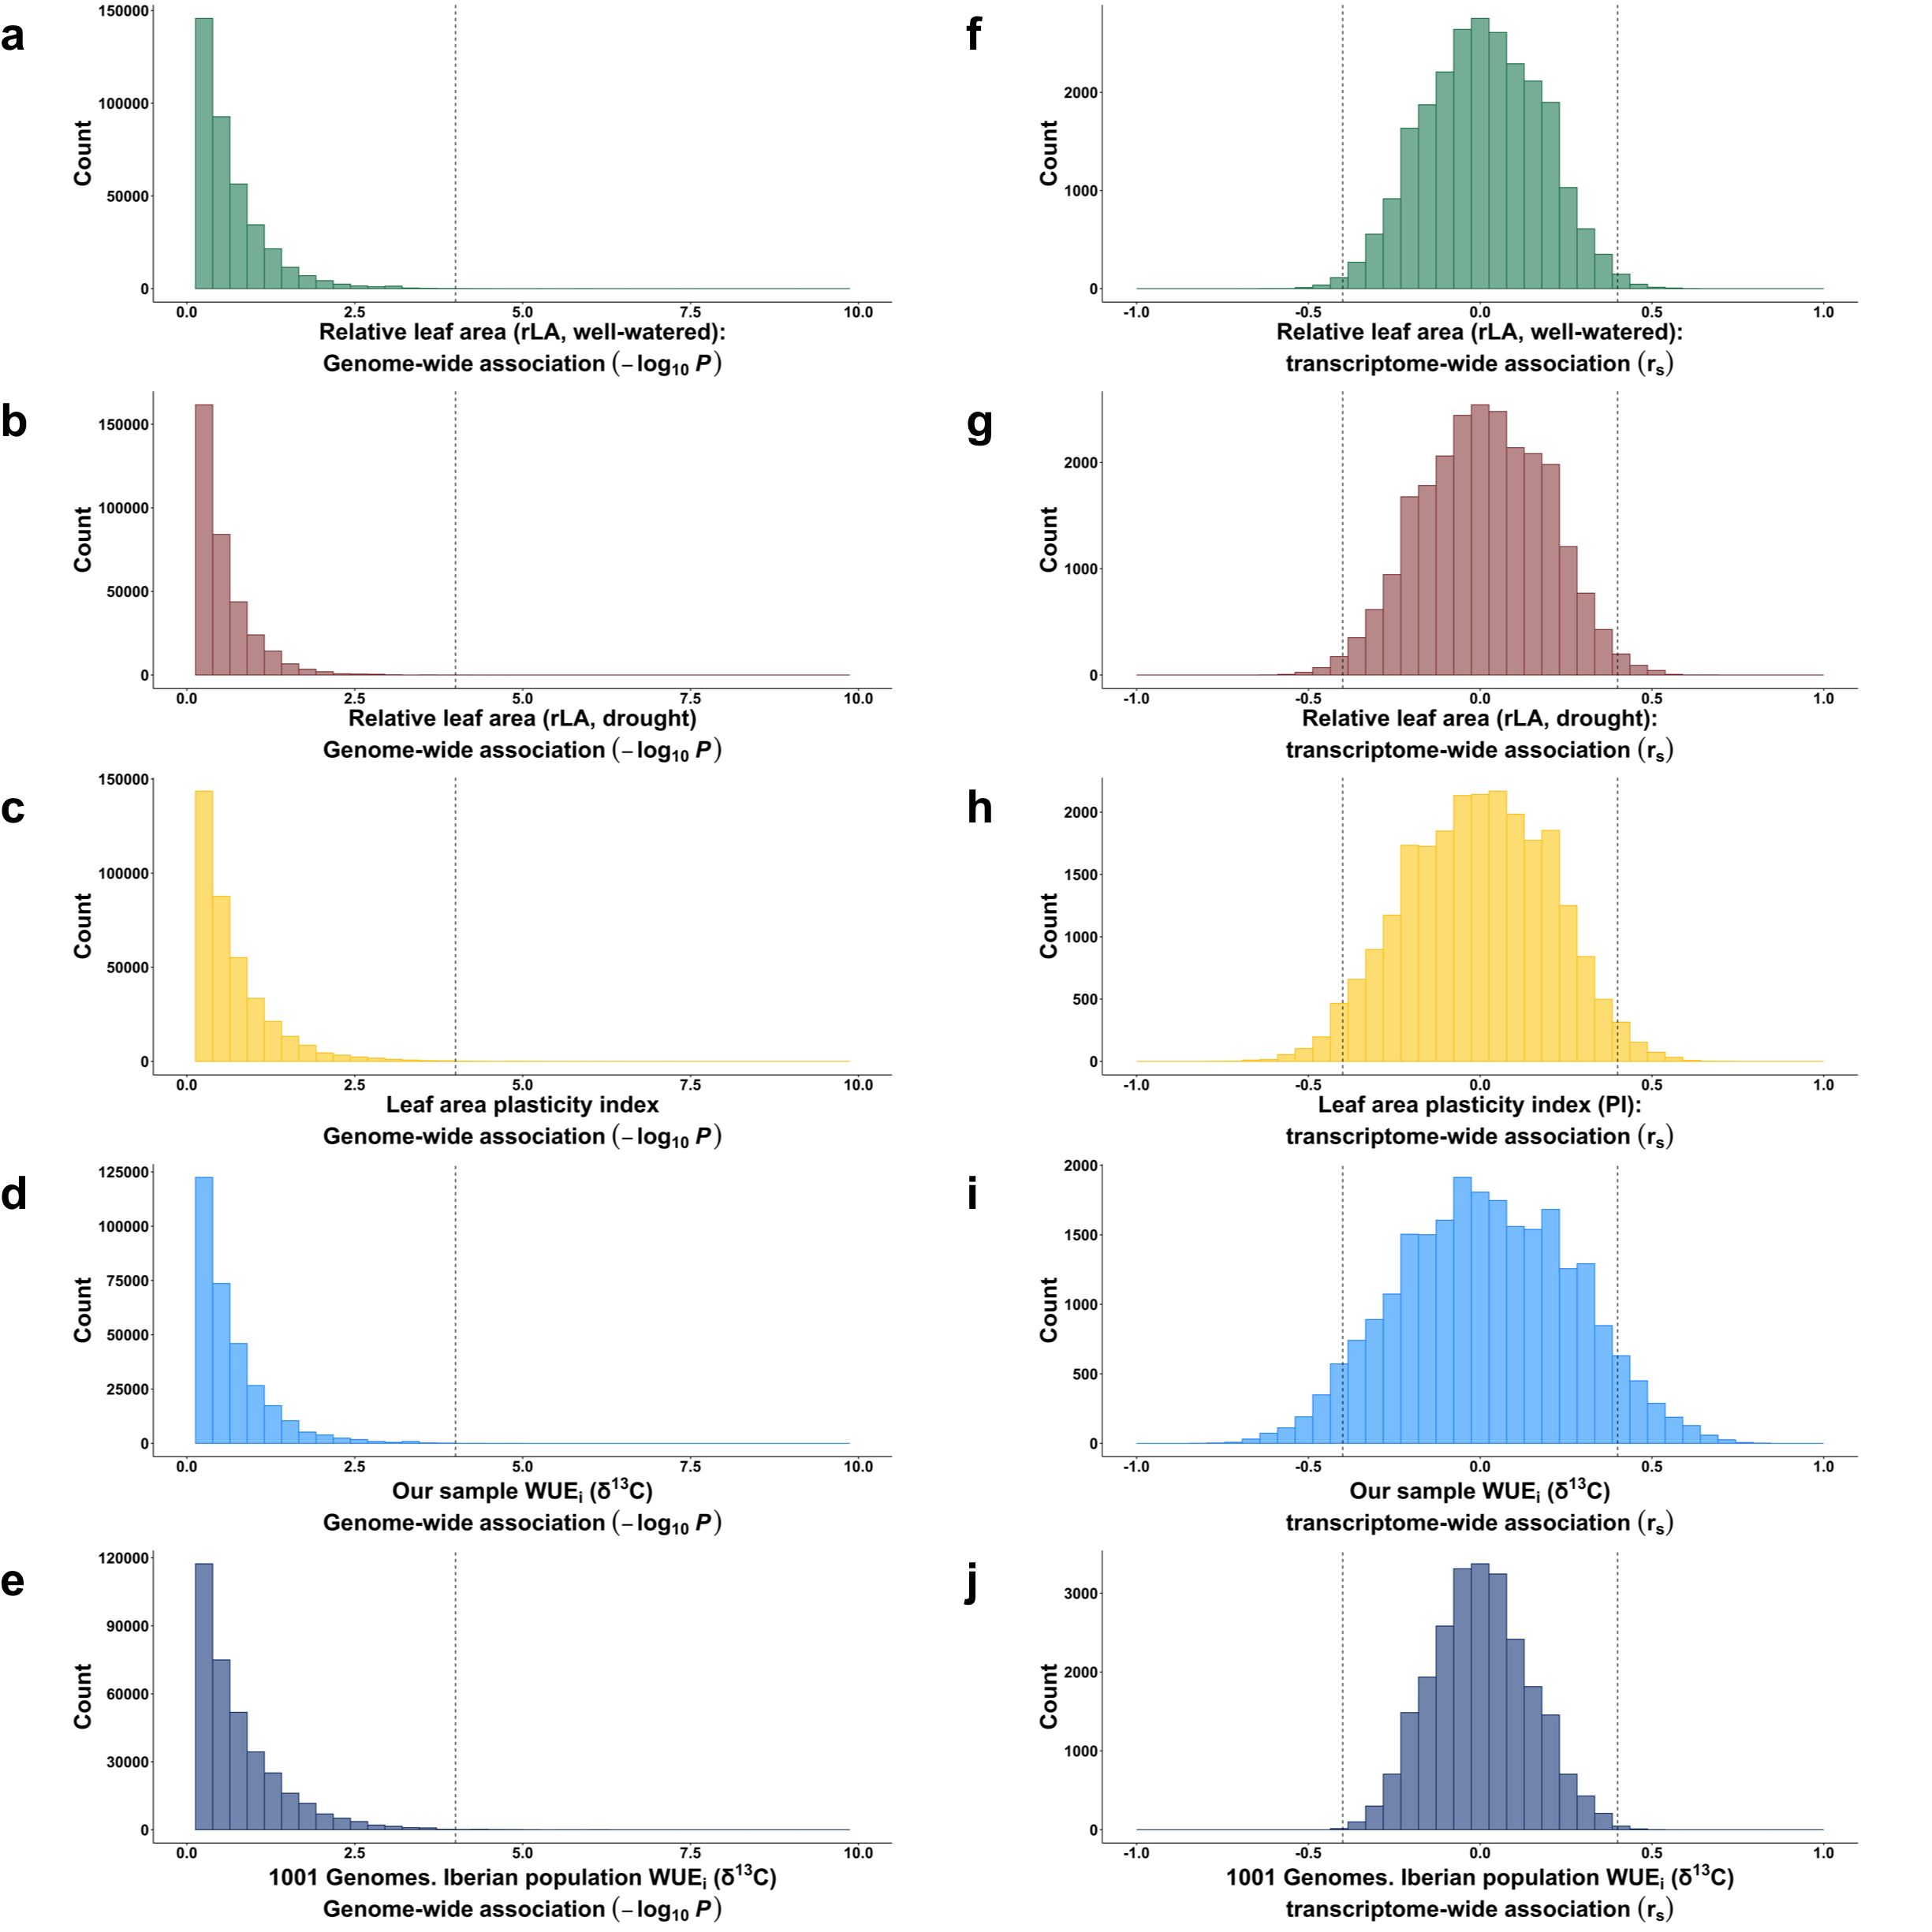 a
150000
100000
50000
0
Count
0.0 2.5 5.0 7.5 10.0
Relative leaf area (rLA, well-watered):
Genome-wide association (−log10 P)
f
2000
1000
0
Count
-1.0 -0.5 0.0 0.5 1.0
Relative leaf area (rLA, well-watered):
transcriptome-wide association (rs)
b
150000
100000
50000
0
Count
0.0 2.5 5.0 7.5 10.0
Relative leaf area (rLA, drought)
Genome-wide association (−log10 P)
g
2000
1000
0
Count
-1.0 -0.5 0.0 0.5 1.0
Relative leaf area (rLA, drought):
transcriptome-wide association (rs)
c
150000
100000
50000
0
Count
0.0 2.5 5.0 7.5 10.0
Leaf area plasticity index
Genome-wide association (−log10 P)
h
2000
1500
1000
500
0
Count
-1.0 -0.5 0.0 0.5 1.0
Leaf area plasticity index (PI):
transcriptome-wide association (rs)
d
125000
100000
75000
50000
25000
0
Count
0.0 2.5 5.0 7.5 10.0
Our sample WUEi (δ13C)
Genome-wide association (−log10 P)
i
2000
1500
1000
500
0
Count
-1.0 -0.5 0.0 0.5 1.0
Our sample WUEi (δ13C)
transcriptome-wide association (rs)
e
120000
90000
60000
30000
0
Count
0.0 2.5 5.0 7.5 10.0
1001 Genomes. Iberian population WUEi (δ13C)
Genome-wide association (−log10 P)
j
3000
2000
1000
0
Count
-1.0 -0.5 0.0 0.5 1.0
1001 Genomes. Iberian population WUEi (δ13C)
transcriptome-wide association (rs)